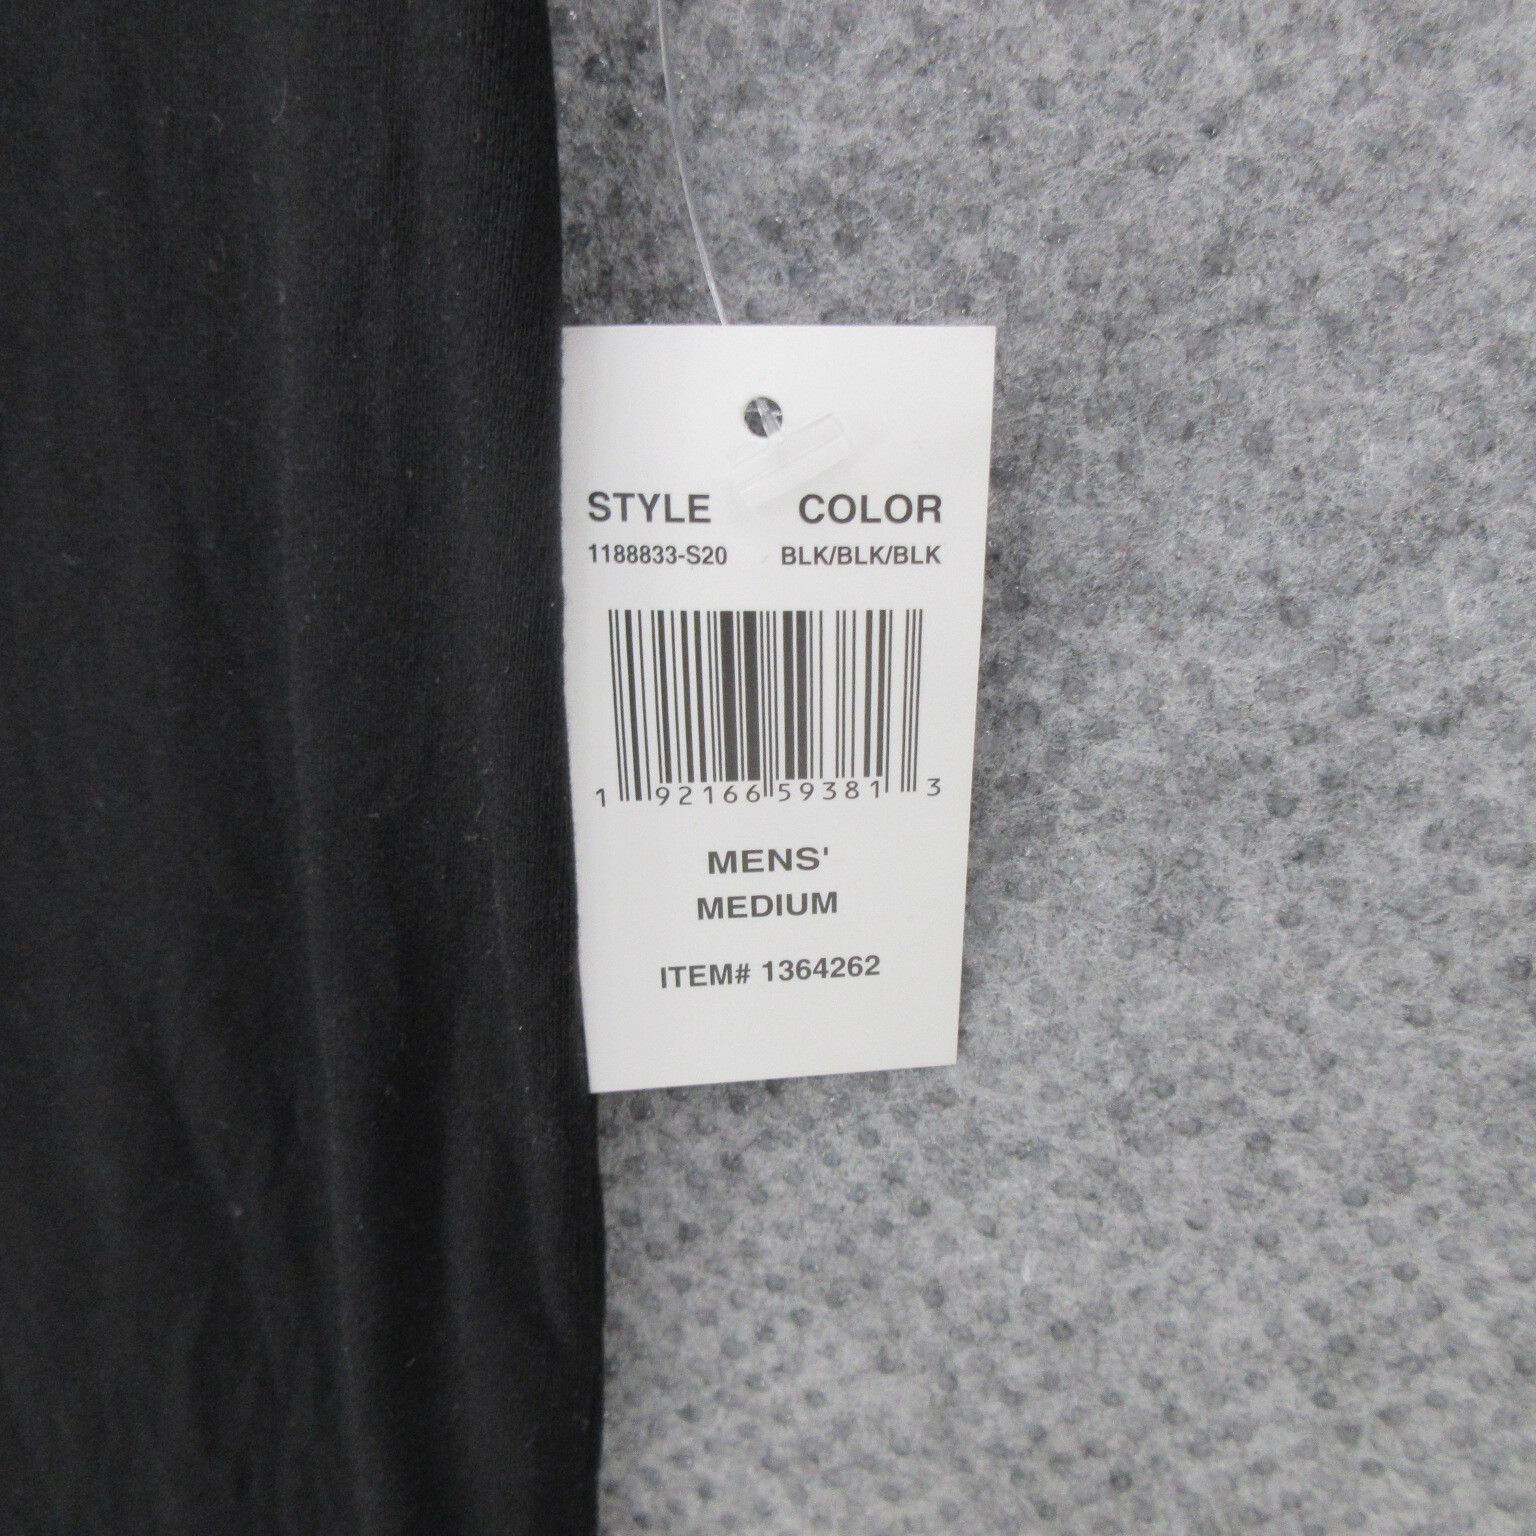 STYLE COLOR
1188833-S20 BLK/BLK/BLK
1 92166 59381 3
MENS'
MEDIUM
ITEM# 1364262